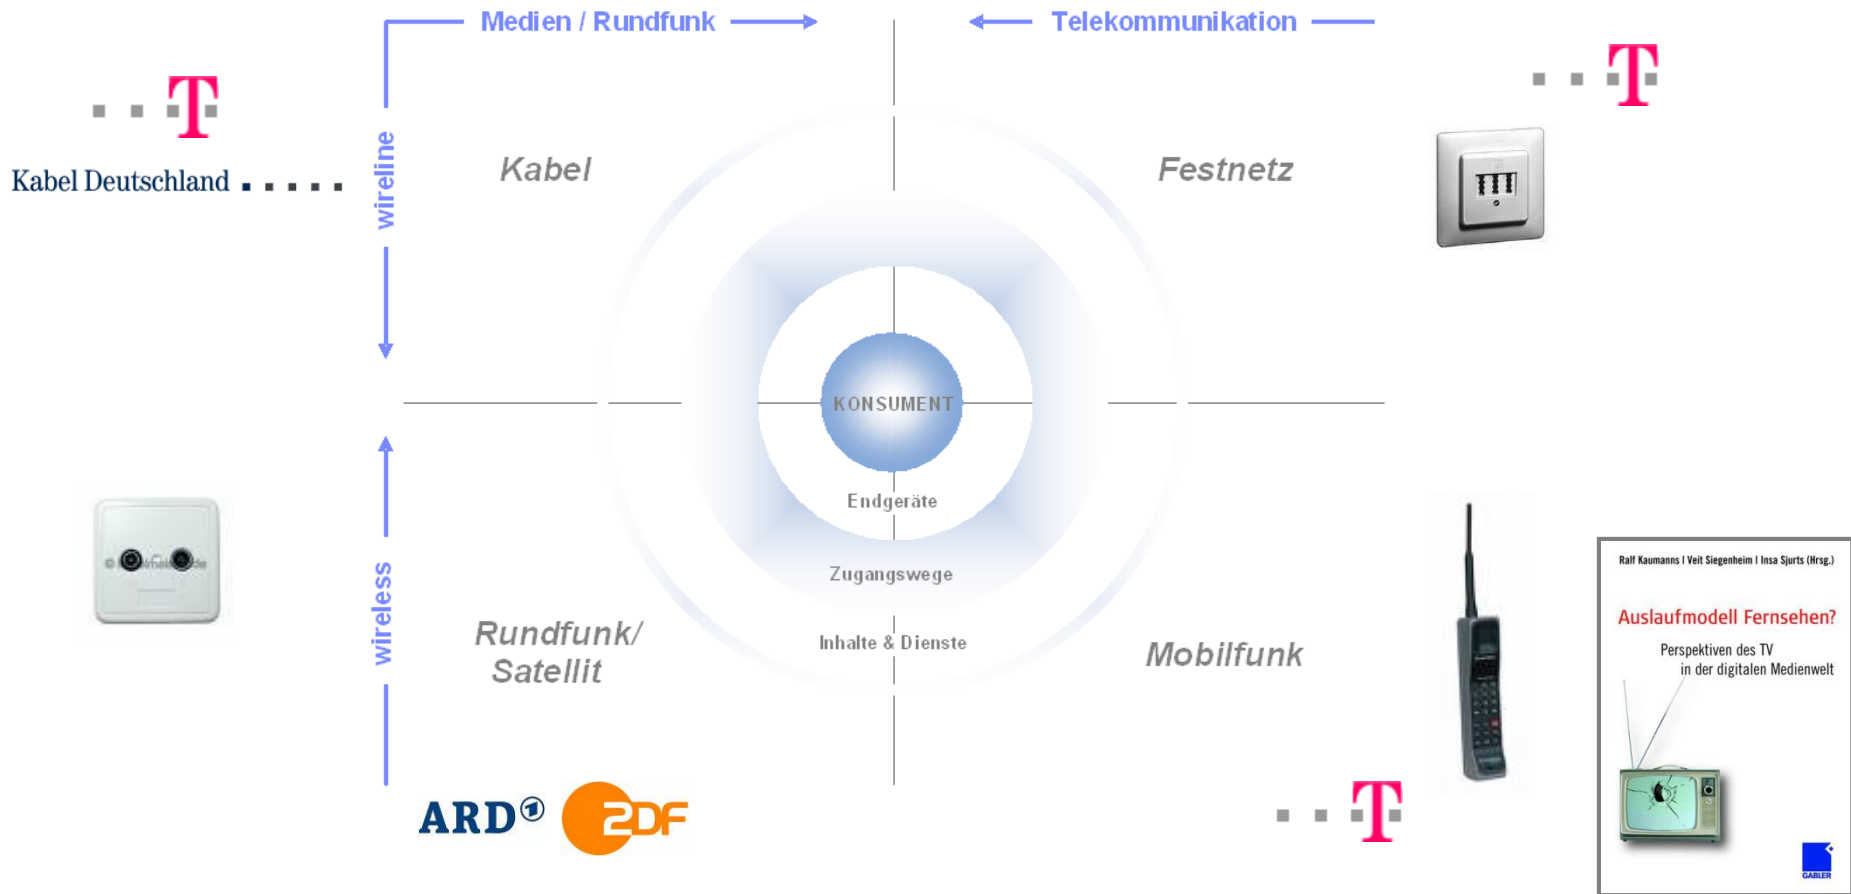 Medien / Rundfunk
Telekommunikation
T
T
Kabel Deutschland
wireline
Kabel
Festnetz
KONSUMENT
Endgeräte
Zugangswege
Inhalte & Dienste
wireless
Rundfunk/
Satellit
Mobilfunk
ARD
ZDF
T
Ralf Kaumanns | Veit Siegenheim | Insa Sjurts (Hrsg.)
Auslaufmodell Fernsehen?
Perspektiven des TV
in der digitalen Medienwelt
GABLER